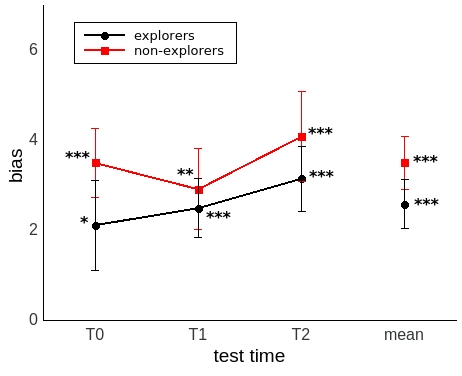 explorers
non-explorers
6
4
2
0
bias
***
**
***
***
*
***
***
***
T0
T1
T2
mean
test time